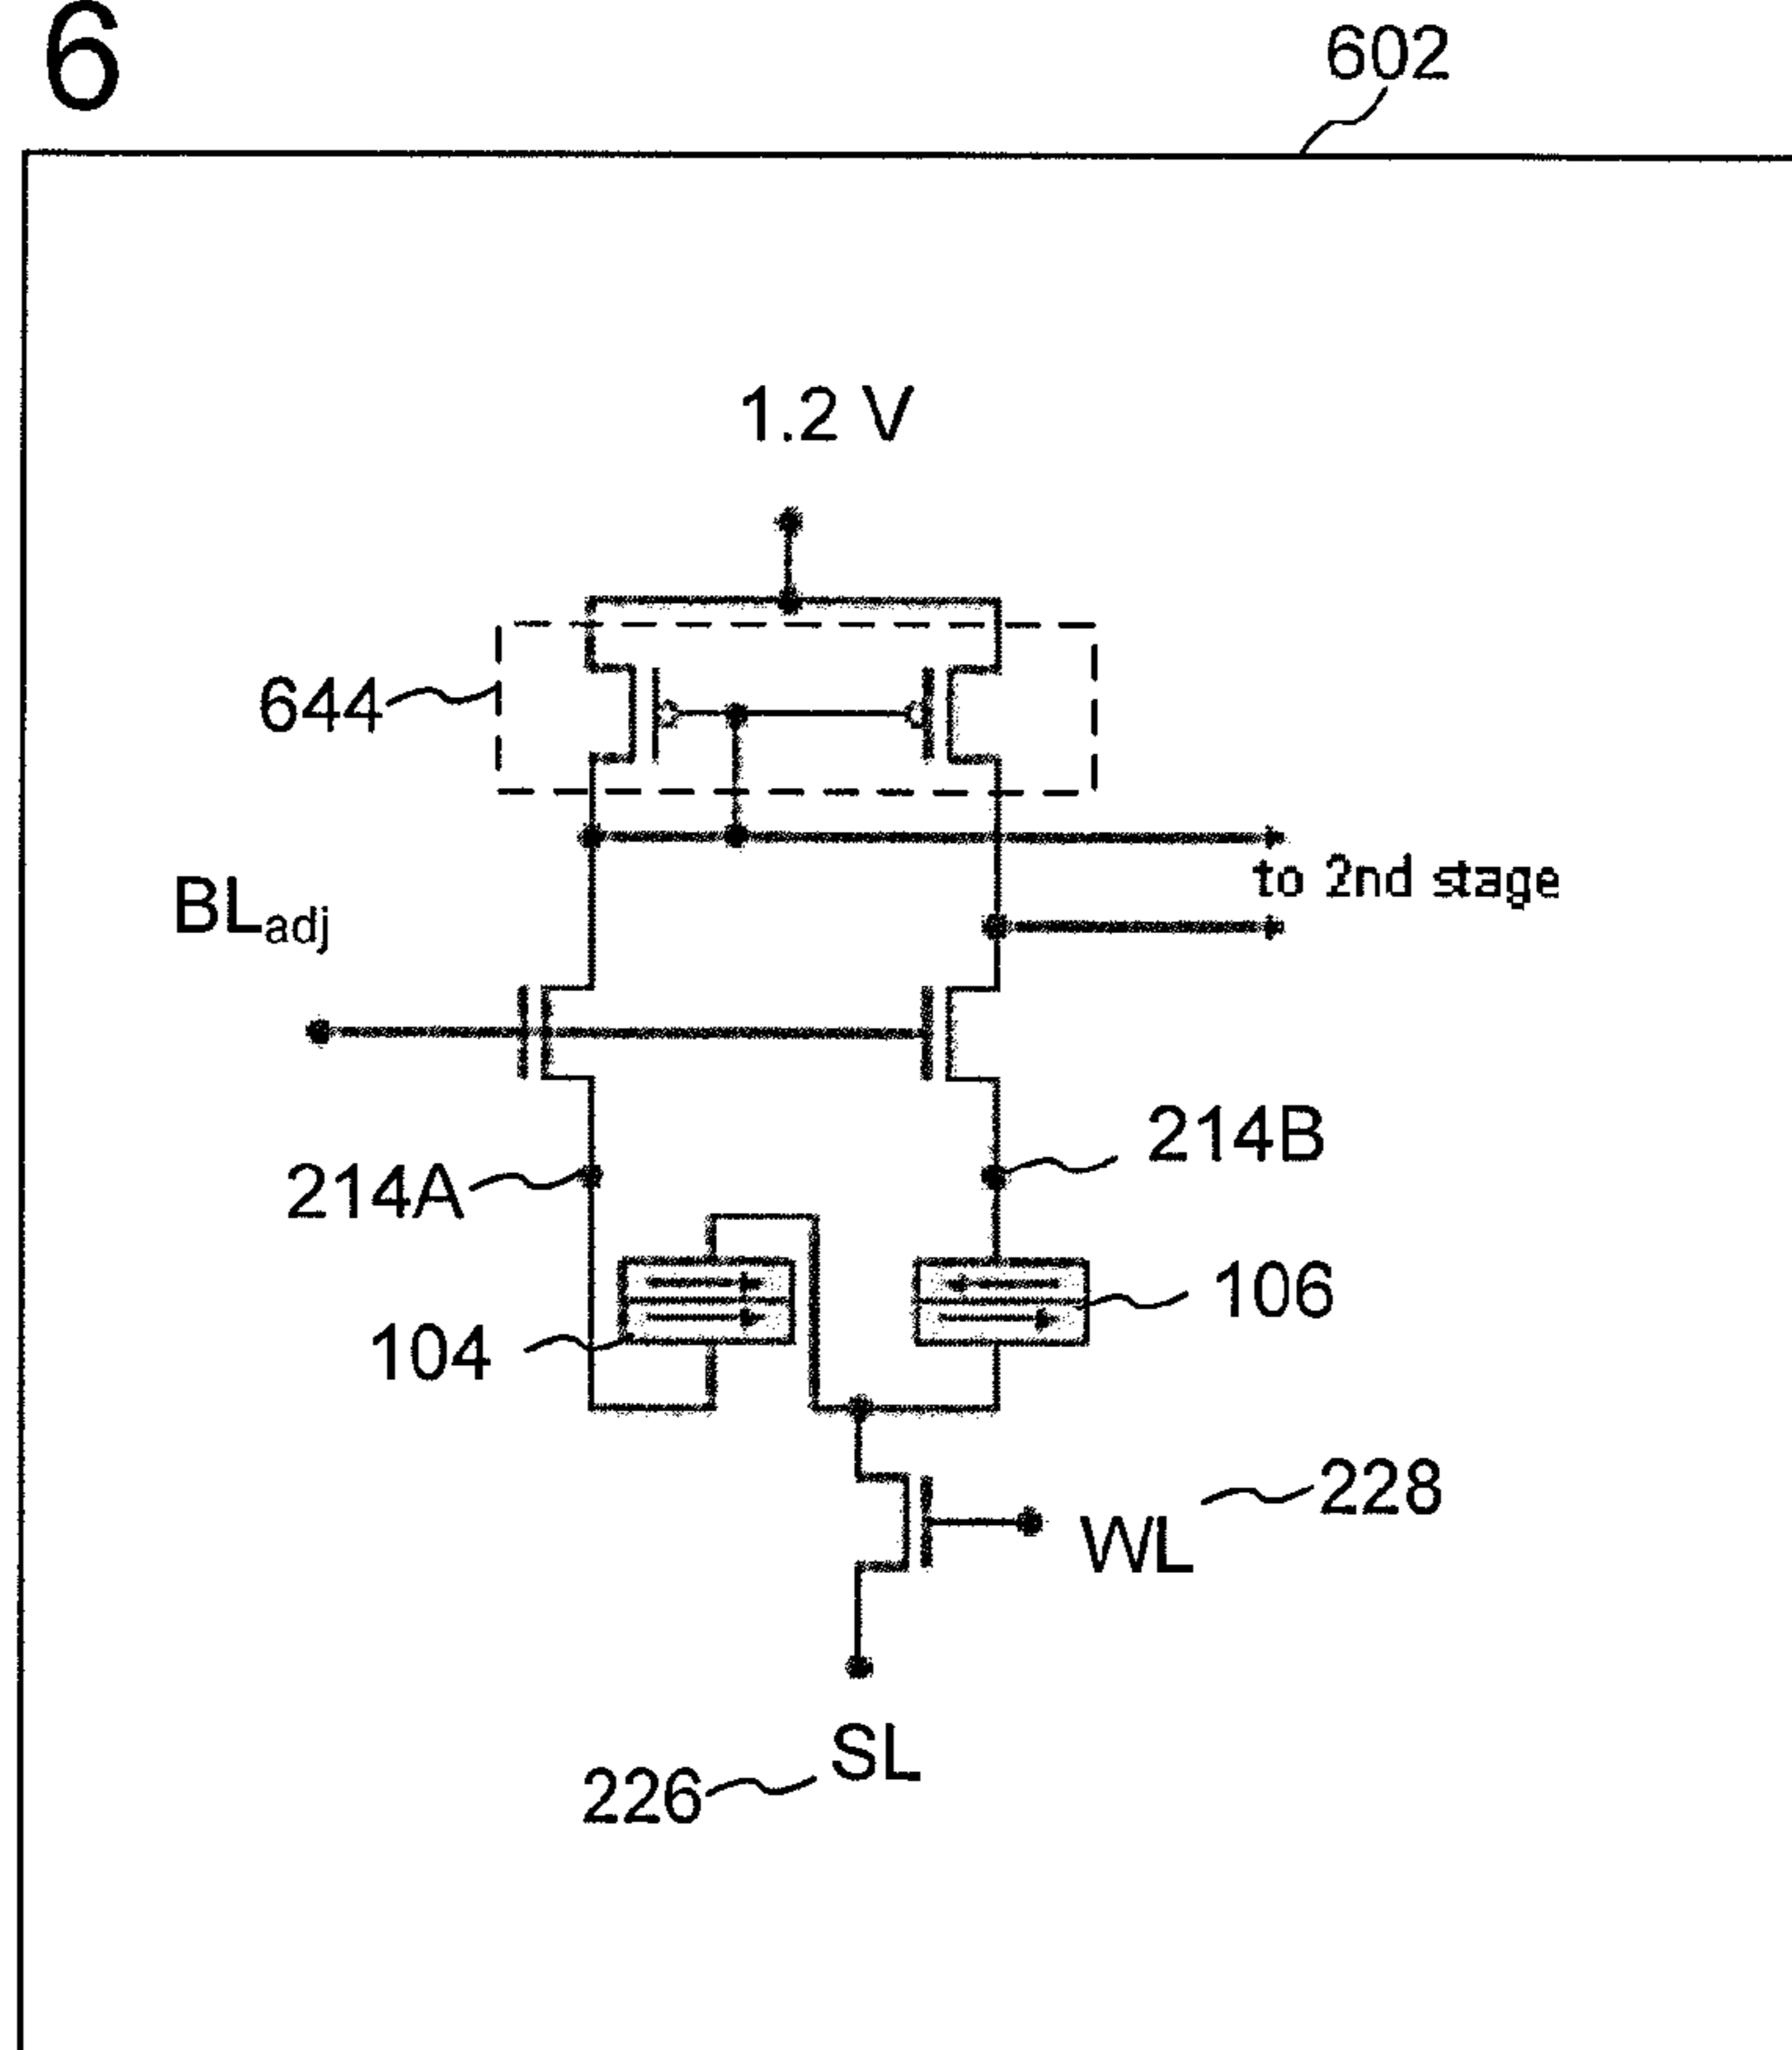 6
602
1.2 V
644
to 2nd stage
BLadj
214B
214A
106
104
228
WL
SL
226